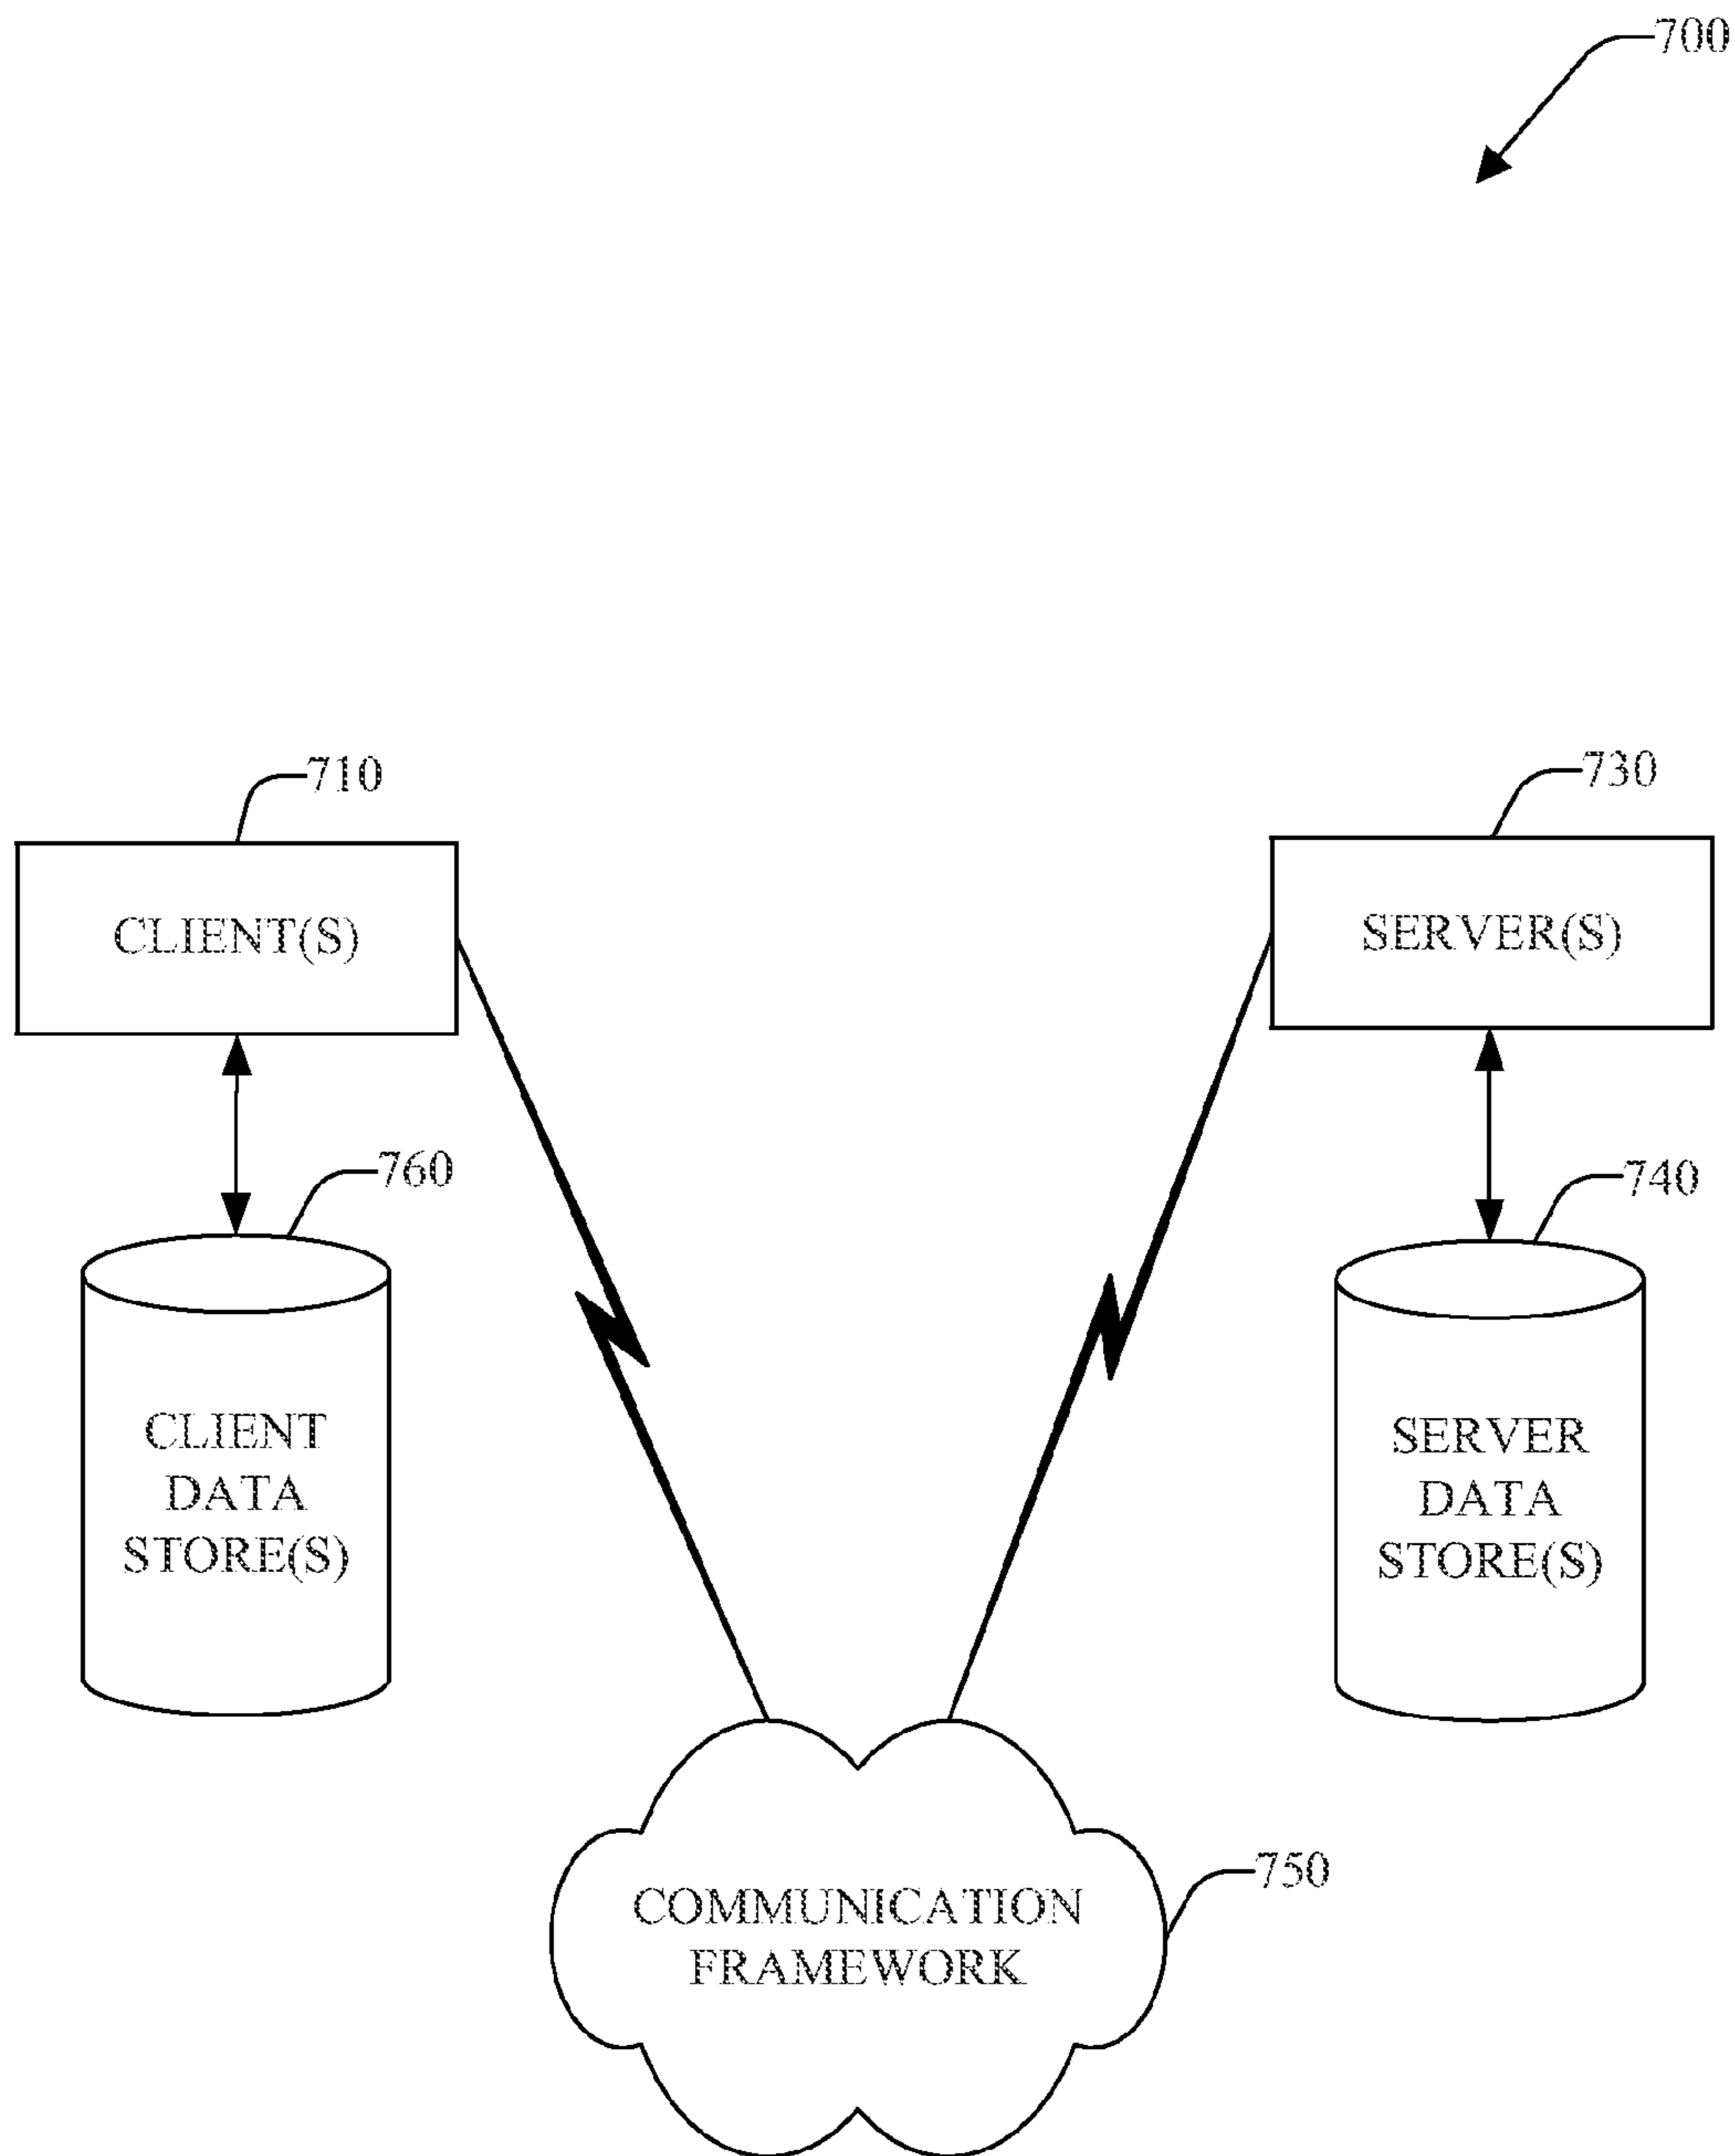 700
710
730
CLIENT(S)
SERVER(S)
760
740
CLIENT
DATA
STORE(S)
SERVER
DATA
STORE(S)
750
COMMUNICATION
FRAMEWORK